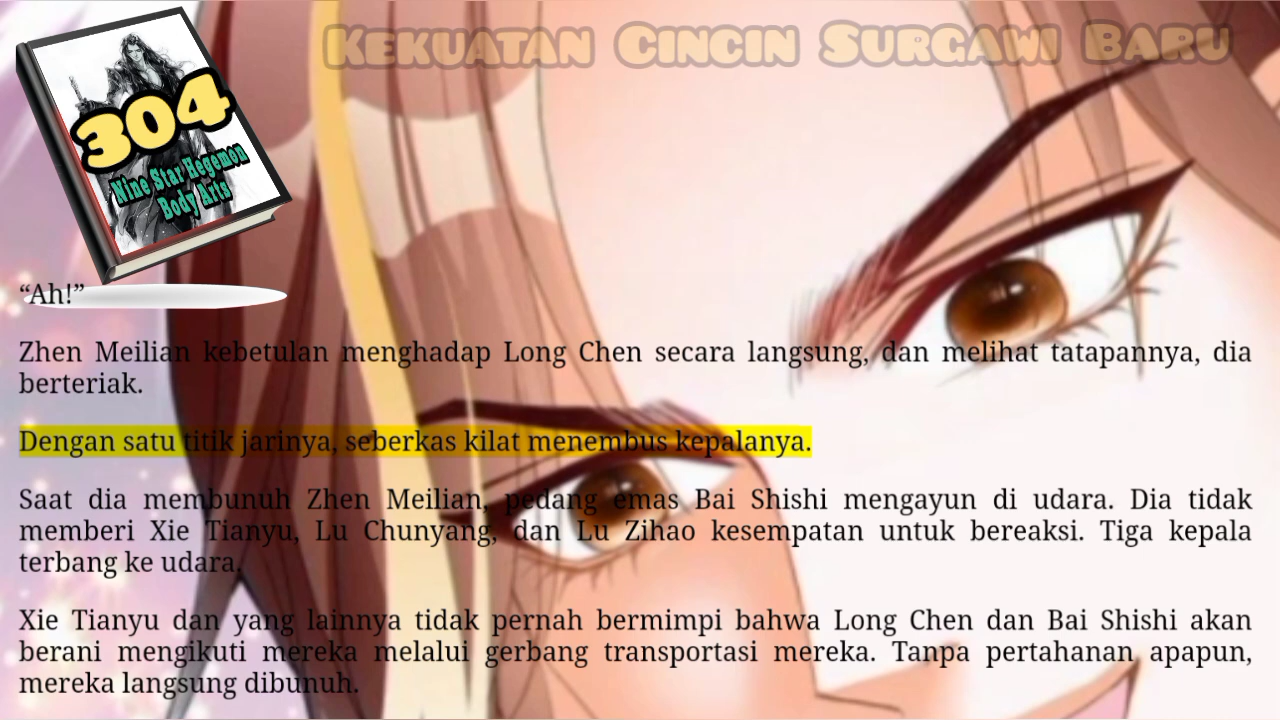 Kekuatan Cincin Surgawi Baru
304
Nine Star Hegemon
Body Arts
“Ah!”
Zhen Meilian kebetulan menghadap Long Chen secara langsung, dan melihat tatapannya, dia
berteriak.
Dengan satu titik jarinya, seberkas kilat menembus kepalanya.
Saat dia membunuh Zhen Meilian, pedang emas Bai Shishi mengayun di udara. Dia tidak
memberi Xie Tianyu, Lu Chunyang, dan Lu Zihao kesempatan untuk bereaksi. Tiga kepala
terbang ke udara.
Xie Tianyu dan yang lainnya tidak pernah bermimpi bahwa Long Chen dan Bai Shishi akan
berani mengikuti mereka melalui gerbang transportasi mereka. Tanpa pertahanan apapun,
mereka langsung dibunuh.